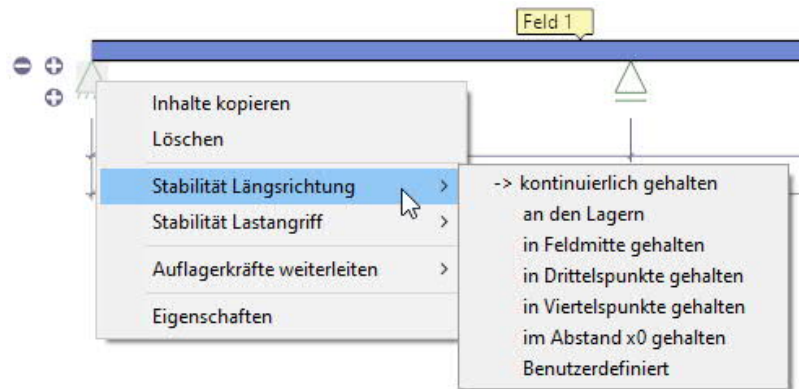 Feld 1
Inhalte kopieren
Löschen
Stabilität Längsrichtung >
Stabilität Lastangriff >
Auflagerkräfte weiterleiten >
Eigenschaften
-> kontinuierlich gehalten
an den Lagern
in Feldmitte gehalten
in Drittelspunkte gehalten
in Viertelspunkte gehalten
im Abstand x0 gehalten
Benutzerdefiniert